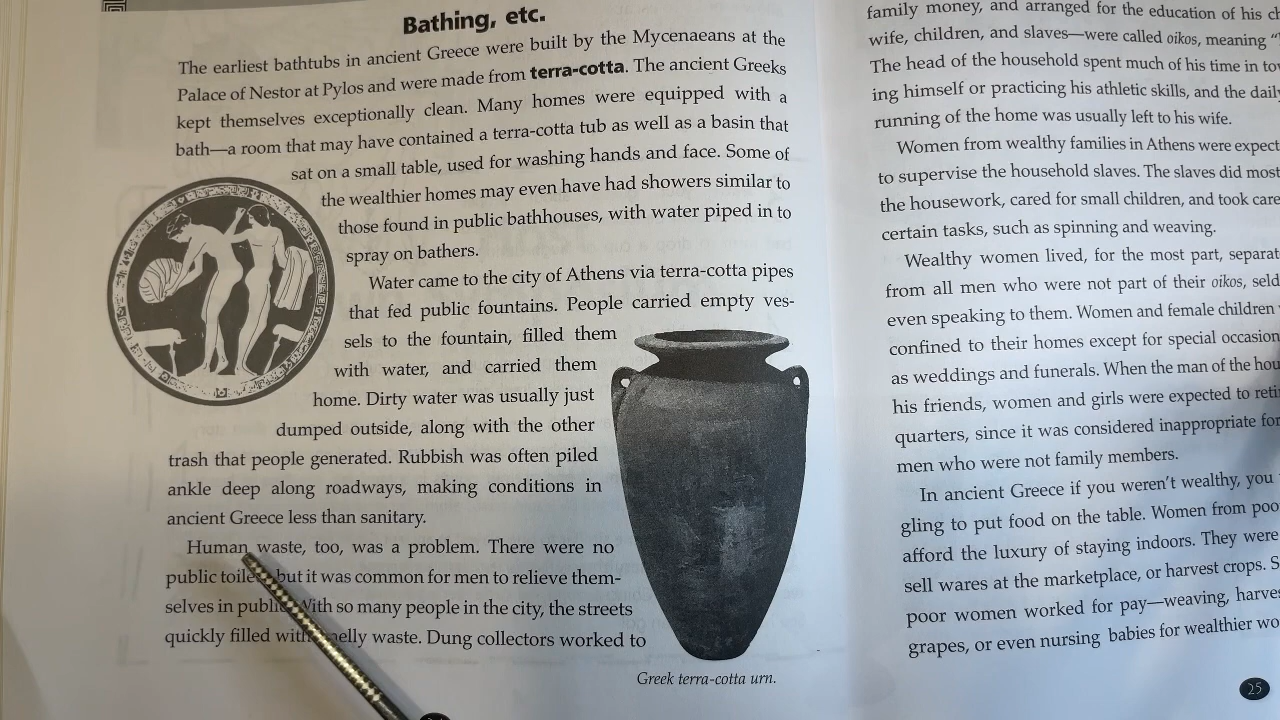 Bathing, etc.
The earliest bathtubs in ancient Greece were built by the Mycenaeans at the
Palace of Nestor at Pylos and were made from terra-cotta. The ancient Greeks
kept themselves exceptionally clean. Many homes were equipped with a
bath—a room that may have contained a terra-cotta tub as well as a basin that
sat on a small table, used for washing hands and face. Some of
the wealthier homes may even have had showers similar to
those found in public bathhouses, with water piped in to
spray on bathers.
Water came to the city of Athens via terra-cotta pipes
that fed public fountains. People carried empty ves-
sels to the fountain, filled them
with water, and carried them
home. Dirty water was usually just
dumped outside, along with the other
trash that people generated. Rubbish was often piled
ankle deep along roadways, making conditions in
ancient Greece less than sanitary.
Human waste, too, was a problem. There were no
public but it was common for men to relieve them-
selves in With so many people in the city, the streets
quickly filled waste. Dung collectors worked to
Greek terra-cotta urn.
family money, and arranged for the education of his
wife, children, and slaves—were called oikos, meaning
The head of the household spent much of his time in
ing himself or practicing his athletic skills, and the
running of the home was usually left to his wife.
Women from wealthy families in Athens were
to supervise the household slaves. The slaves did most
the housework, cared for small children, and took care
certain tasks, such as spinning and weaving.
Wealthy women lived, for the most part,
from all men who were not part of their oikos,
even speaking to them. Women and female children
confined to their homes except for special
as weddings and funerals. When the man of the
his friends, women and girls were expected to
quarters, since it was considered inappropriate for
men who were not family members.
In ancient Greece if you weren't wealthy, you
gling to put food on the table. Women from
afford the luxury of staying indoors. They were
sell wares at the marketplace, or harvest crops.
poor women worked for pay—weaving,
grapes, or even nursing babies for wealthier
25